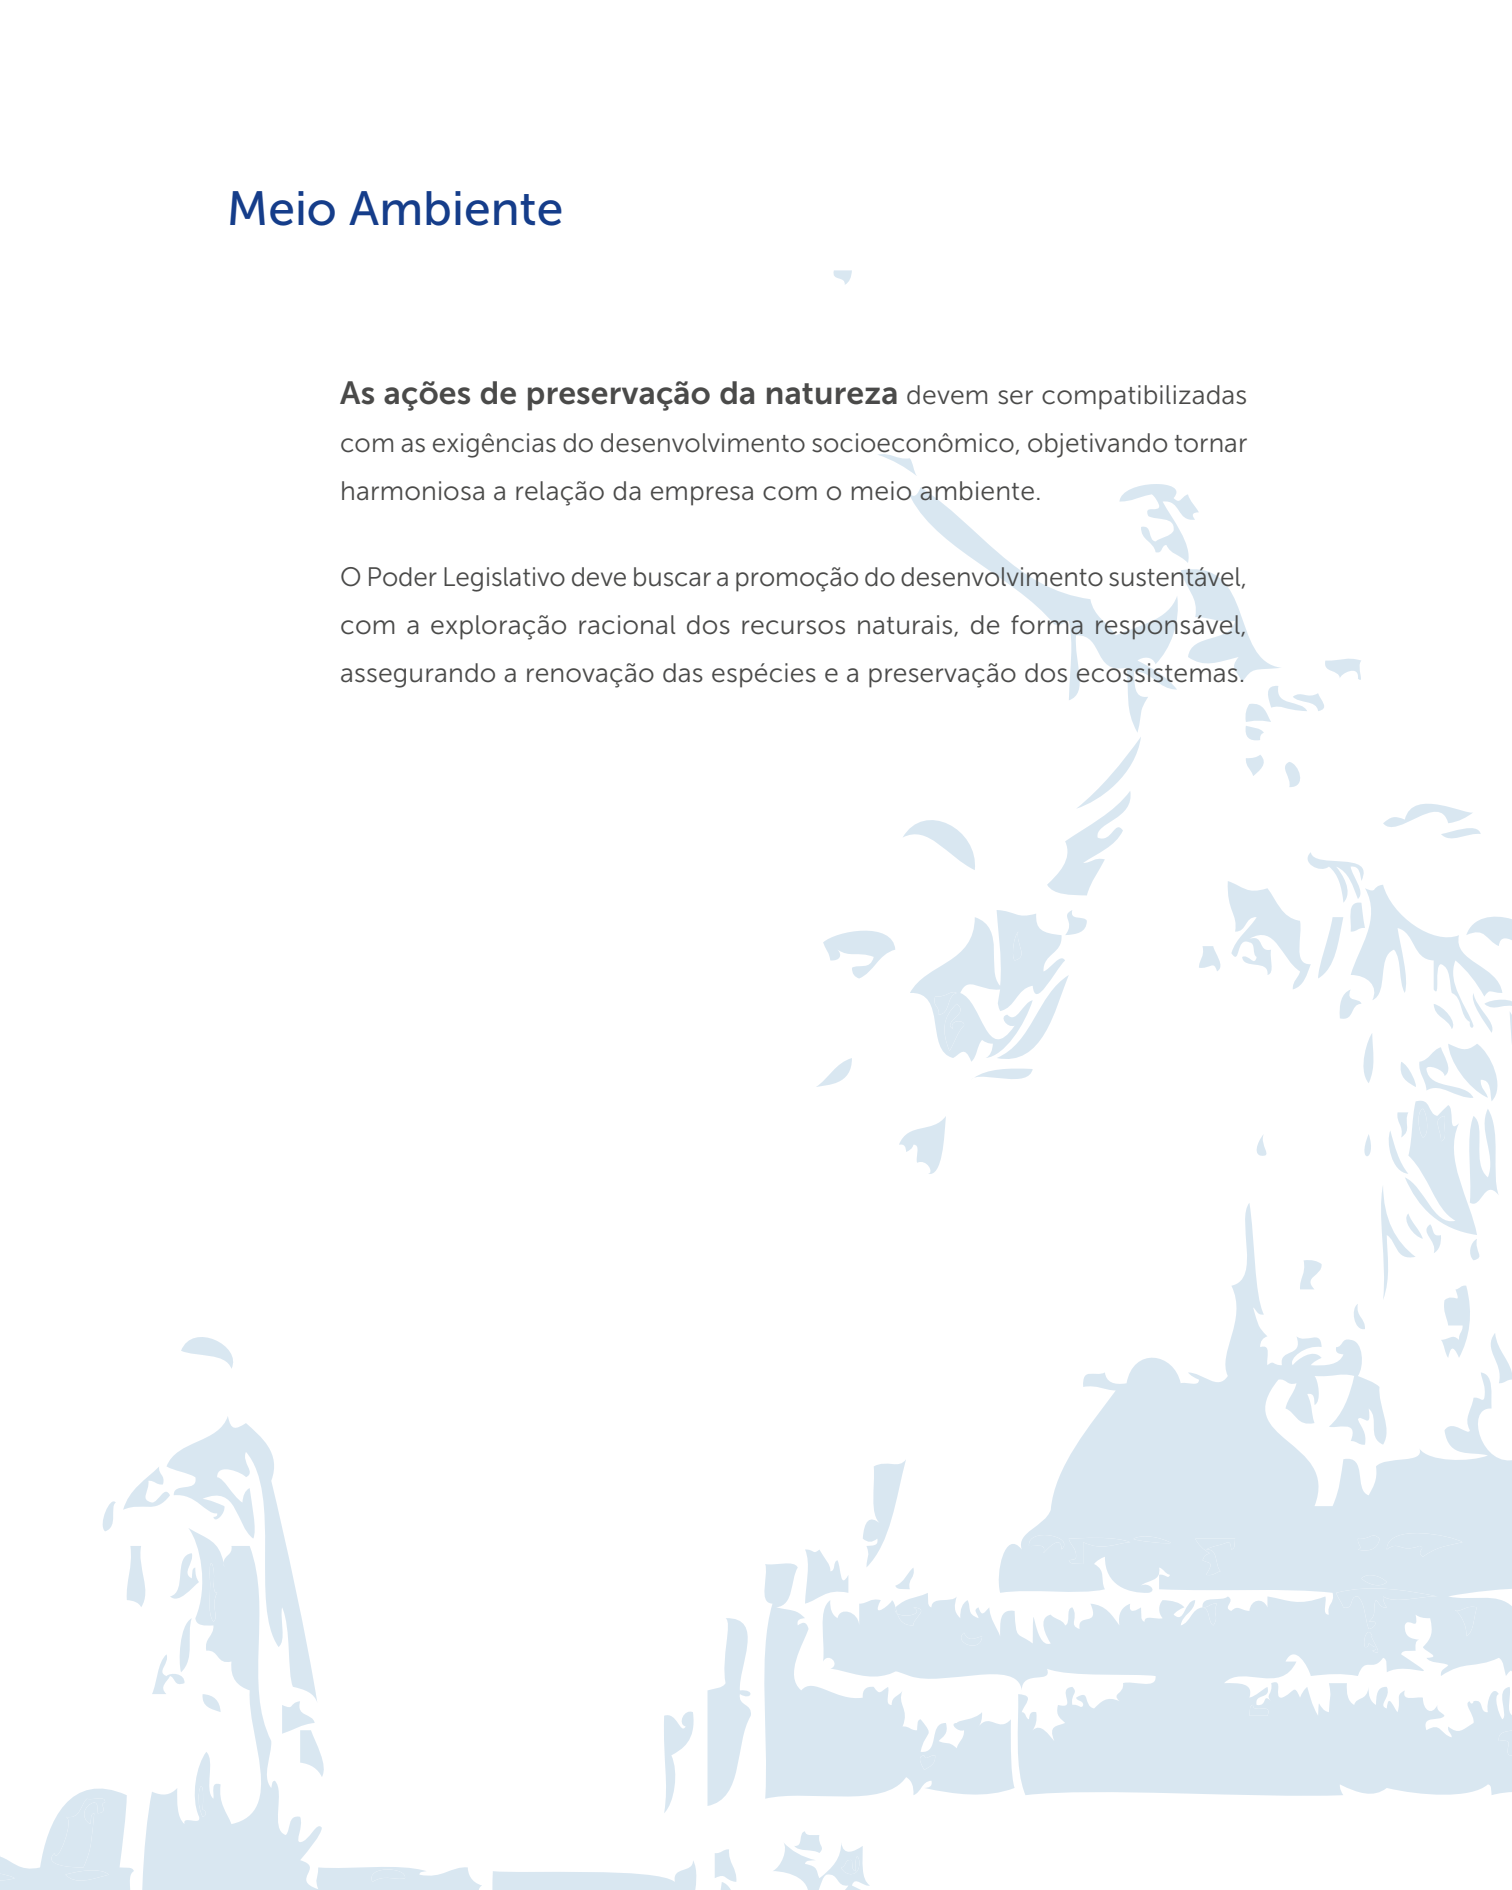 Meio Ambiente
As ações de preservação da natureza devem ser compatibilizadas
com as exigências do desenvolvimento socioeconômico, objetivando tornar
harmoniosa a relação da empresa com o meio ambiente.
O Poder Legislativo deve buscar a promoção do desenvolvimento sustentável,
com a exploração racional dos recursos naturais, de forma responsável,
assegurando a renovação das espécies e a preservação dos ecossistemas.